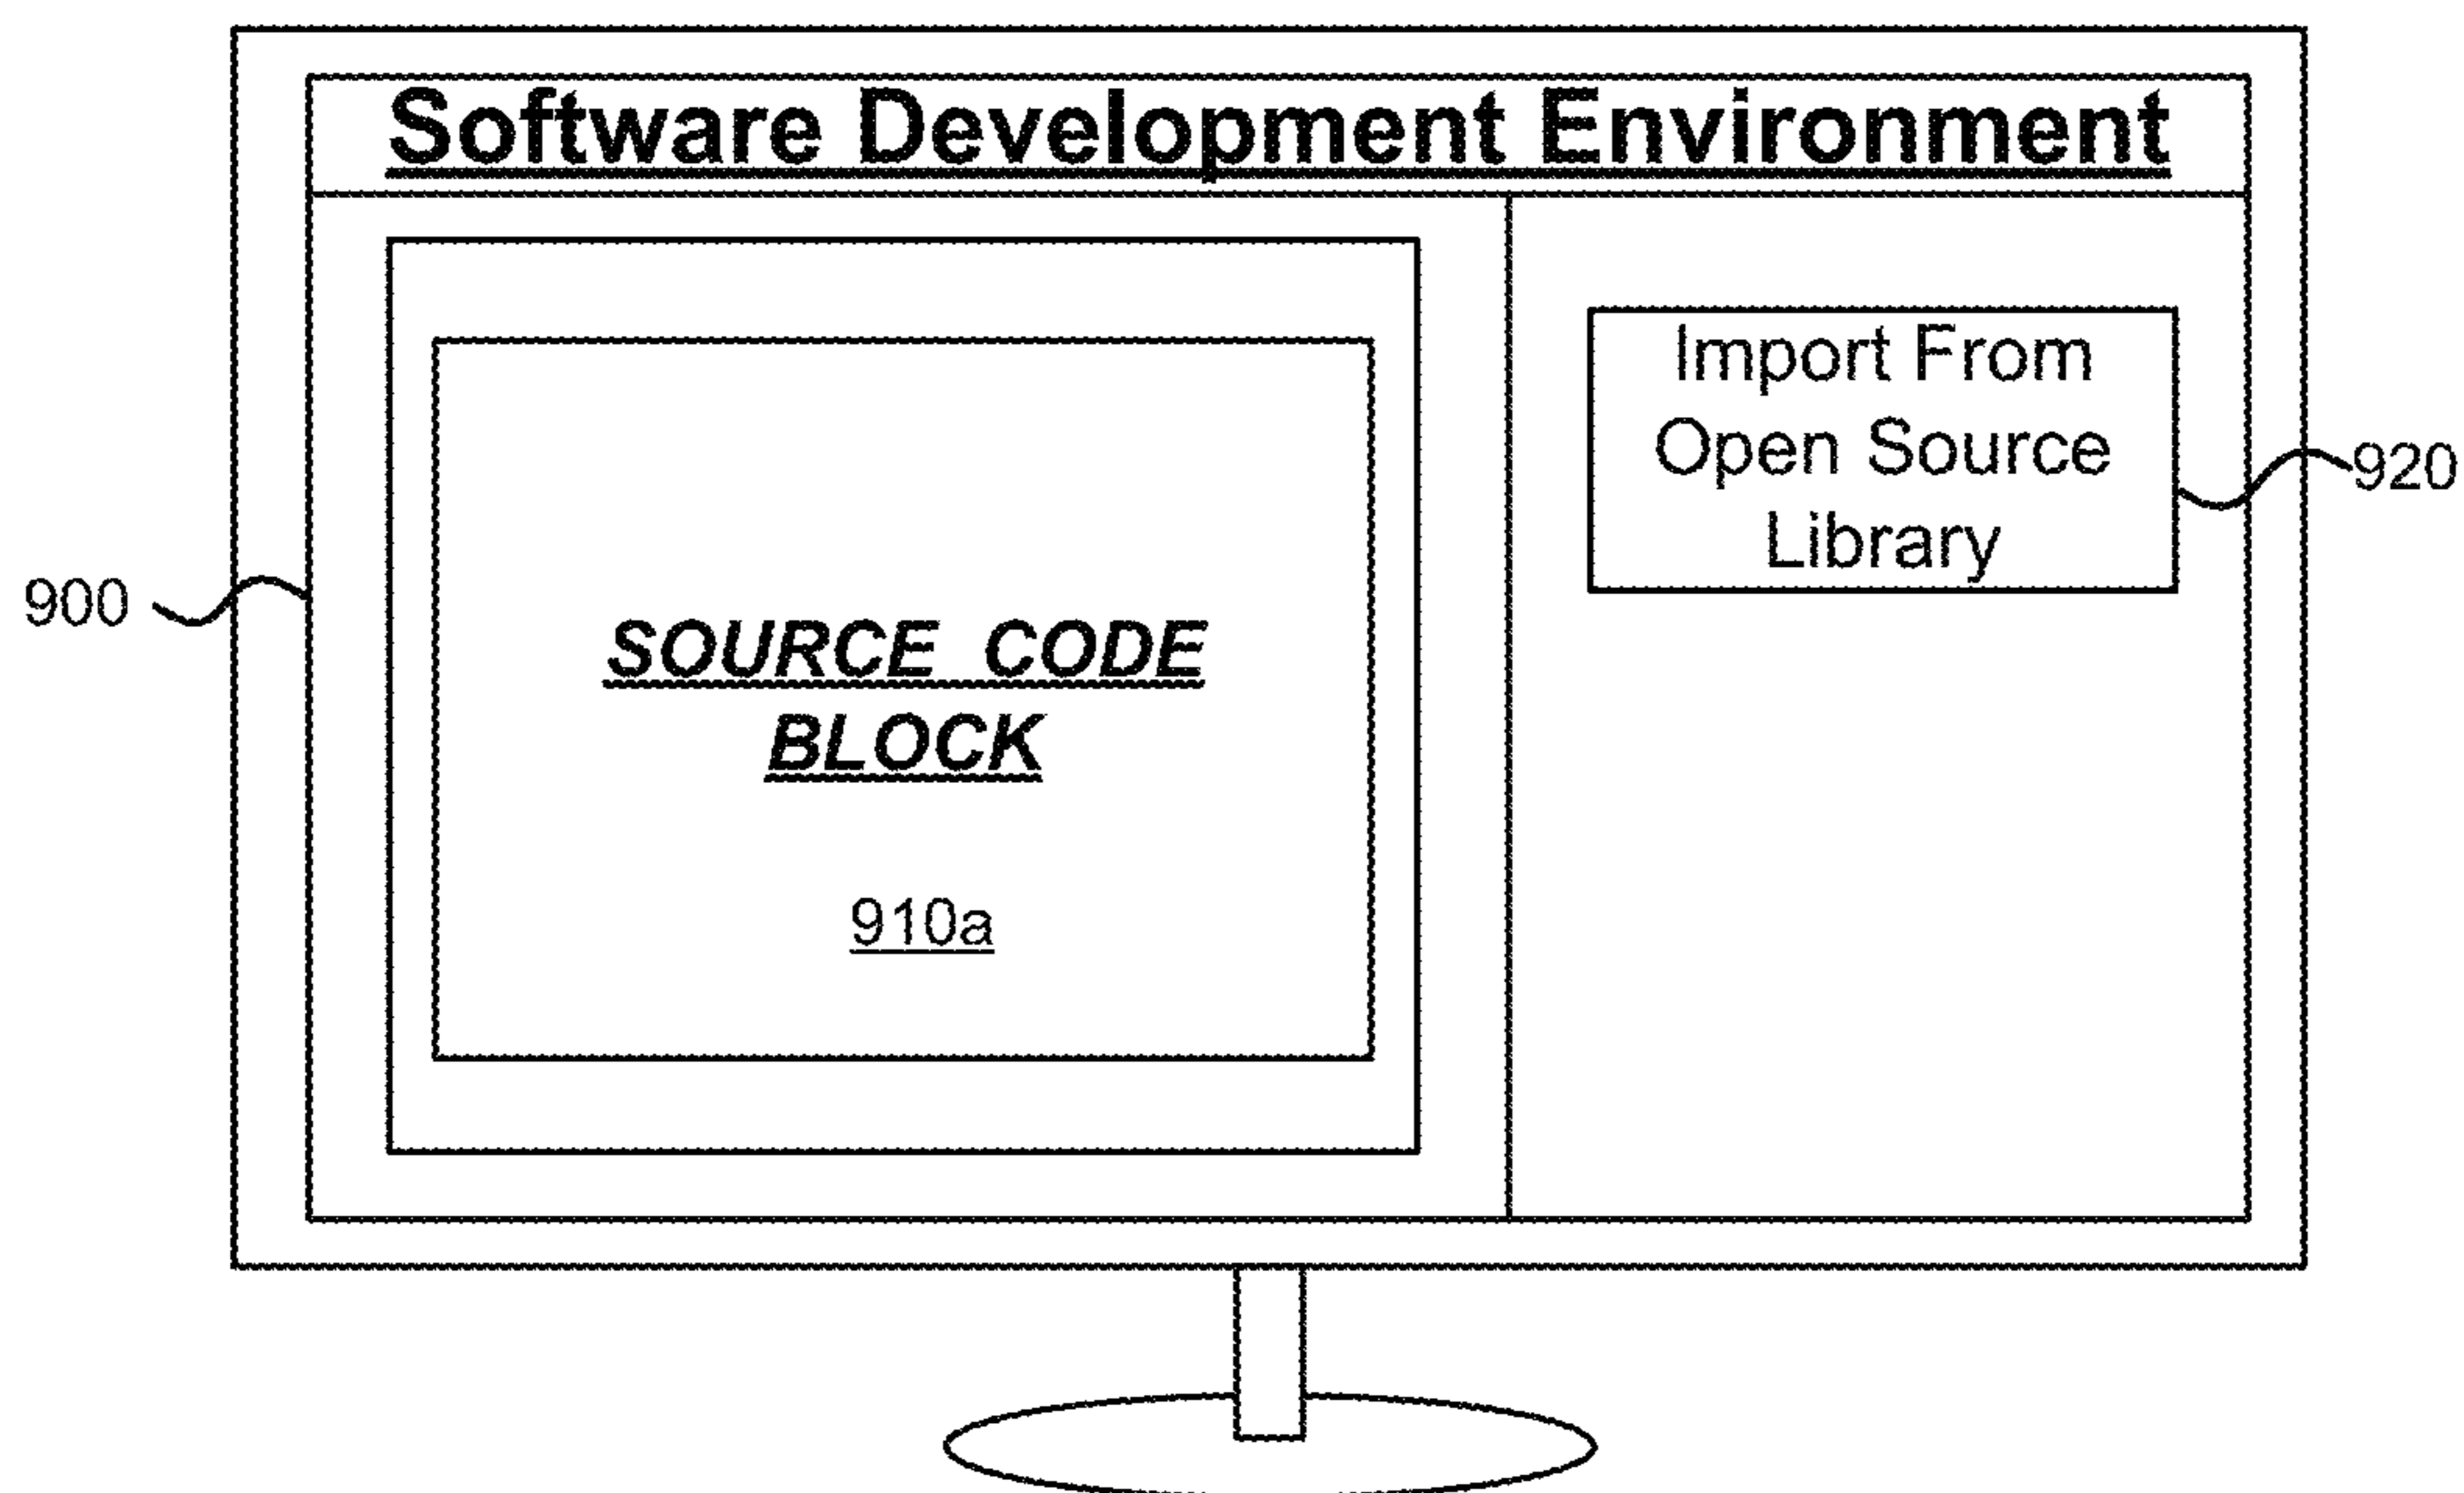 Software Development Environment
Import From
Open Source
Library
920
900
SOURCE CODE
BLOCK
910a